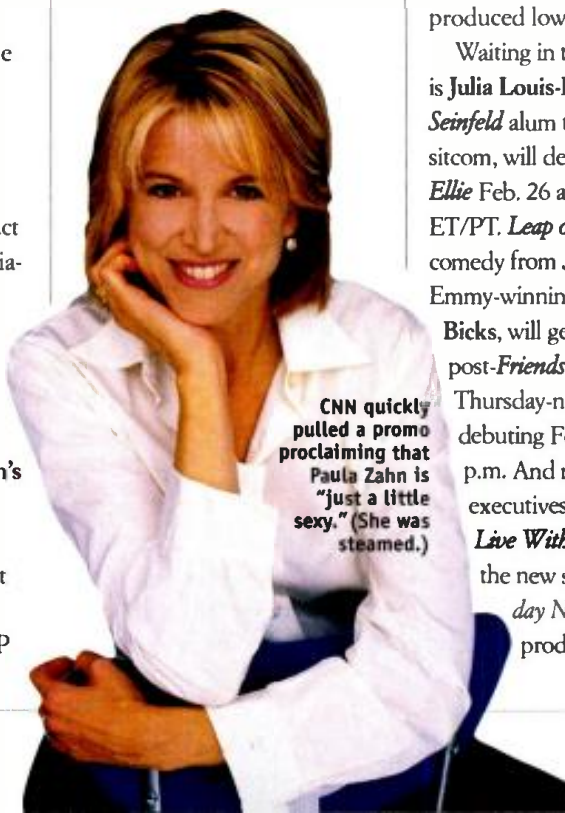 e
ct
ia-
n's
t
P
CNN quickly
pulled a promo
proclaiming that
Paula Zahn is
"just a little
sexy." (She was
steamed.)
produced low
Waiting in t
is Julia Louis-
Seinfeld alum t
sitcom, will de
Ellie Feb. 26 a
ET/PT. Leap o
comedy from
Emmy-winnin
Bicks, will ge
post-Friends
Thursday-n
debuting Fe
p.m. And n
executives
Live With
the new s
day N
prod